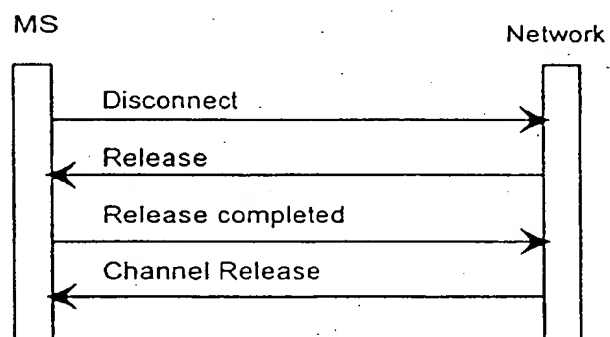 MS
Network
Disconnect
Release
Release completed
Channel Release